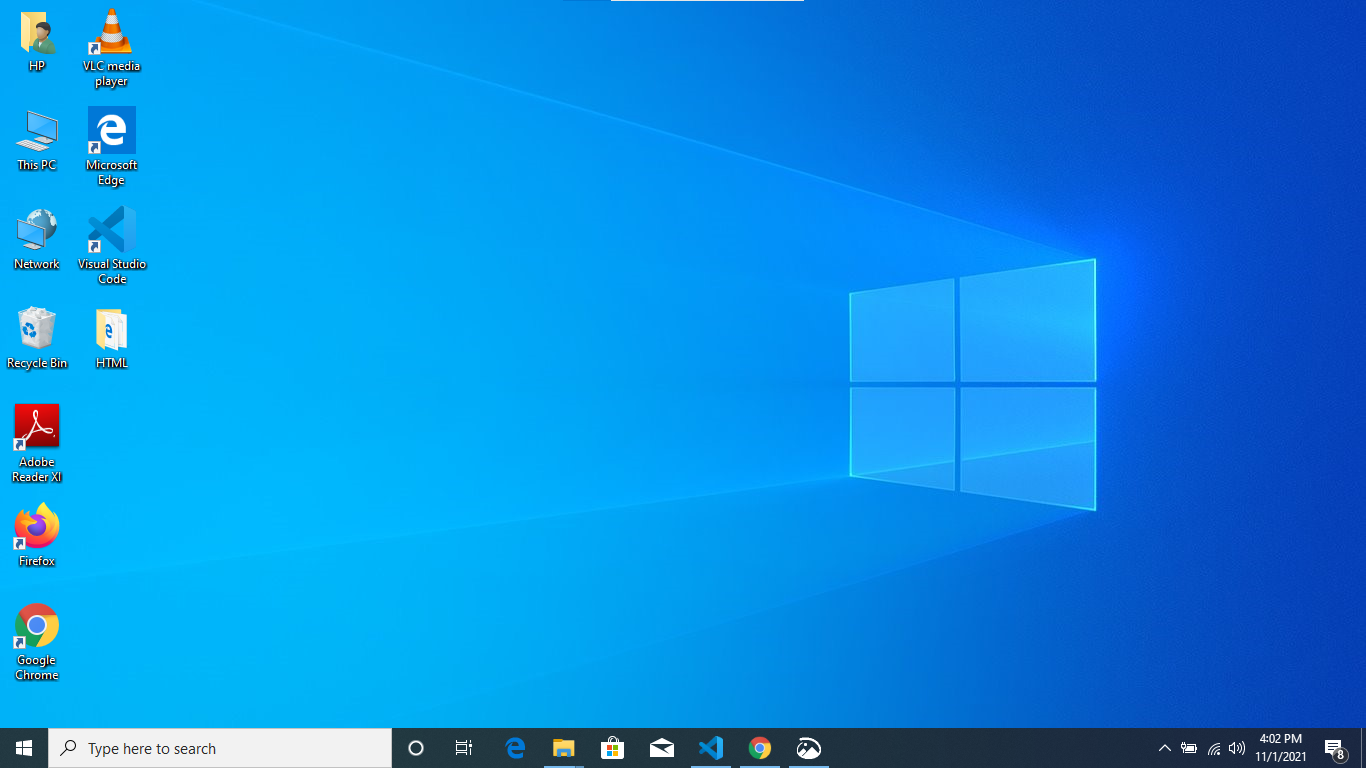 HP
VLC media
player
This PC
Microsoft
Edge
Network
Visual Studio
Code
Recycle Bin
HTML
Adobe
Reader XI
Firefox
Google
Chrome
Type here to search
4:02 PM
11/1/2021
8